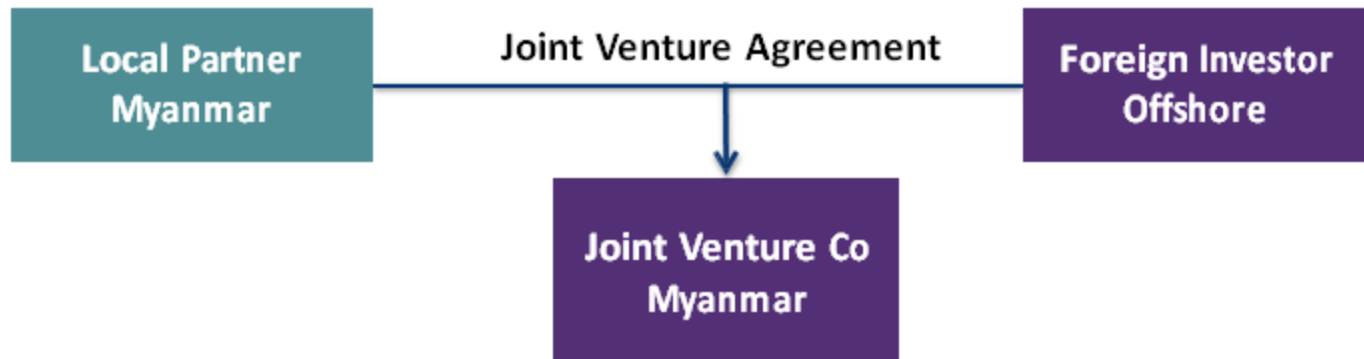 Local Partner
Myanmar
Joint Venture Agreement
Foreign Investor
Offshore
Joint Venture Co
Myanmar